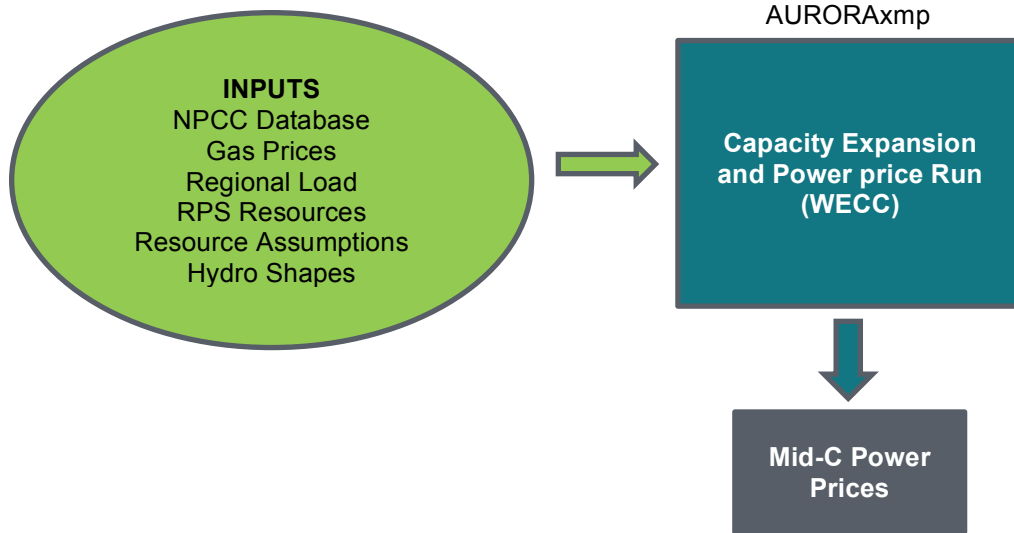 AURORAxmp
INPUTS
NPCC Database
Gas Prices
Regional Load
RPS Resources
Resource Assumptions
Hydro Shapes
Capacity Expansion
and Power price Run
(WECC)
Mid-C Power
Prices